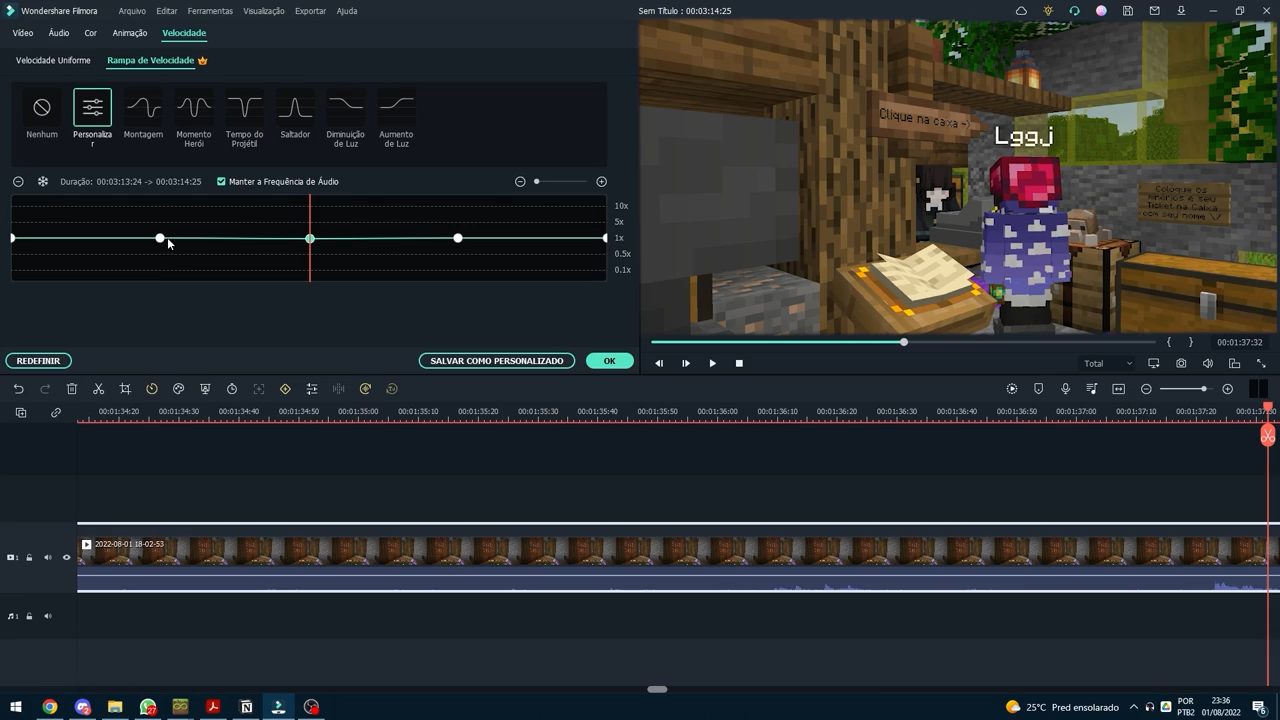 Wondershare Filmora
Arquivo
Editar
Ferramentas
Visualização
Exportar
Ajuda
Sem Título : 00:03:14:25
Vídeo
Áudio
Cor
Animação
Velocidade
Velocidade Uniforme
Rampa de Velocidade
Nenhum
Personaliza
r
Montagem
Momento
Herói
Tempo do
Projétil
Saltador
Diminuição
de Luz
Aumento
de Luz
Duração: 00:03:13:24 -> 00:03:14:25
Manter a Frequência de Áudio
10x
5x
1x
0.5x
0.1x
REDEFINIR
SALVAR COMO PERSONALIZADO
OK
Clique na caixa ->
Lggj
{ }
00:01:37:32
Total
00:01:34:20
00:01:34:30
00:01:34:40
00:01:34:50
00:01:35:00
00:01:35:10
00:01:35:20
00:01:35:30
00:01:35:40
00:01:35:50
00:01:36:00
00:01:36:10
00:01:36:20
00:01:36:30
00:01:36:40
00:01:36:50
00:01:37:00
00:01:37:10
00:01:37:20
2022-08-01 18-02-53
1
1
27
25°C Pred ensolarado
POR
PTB2
23:36
01/08/2022
6